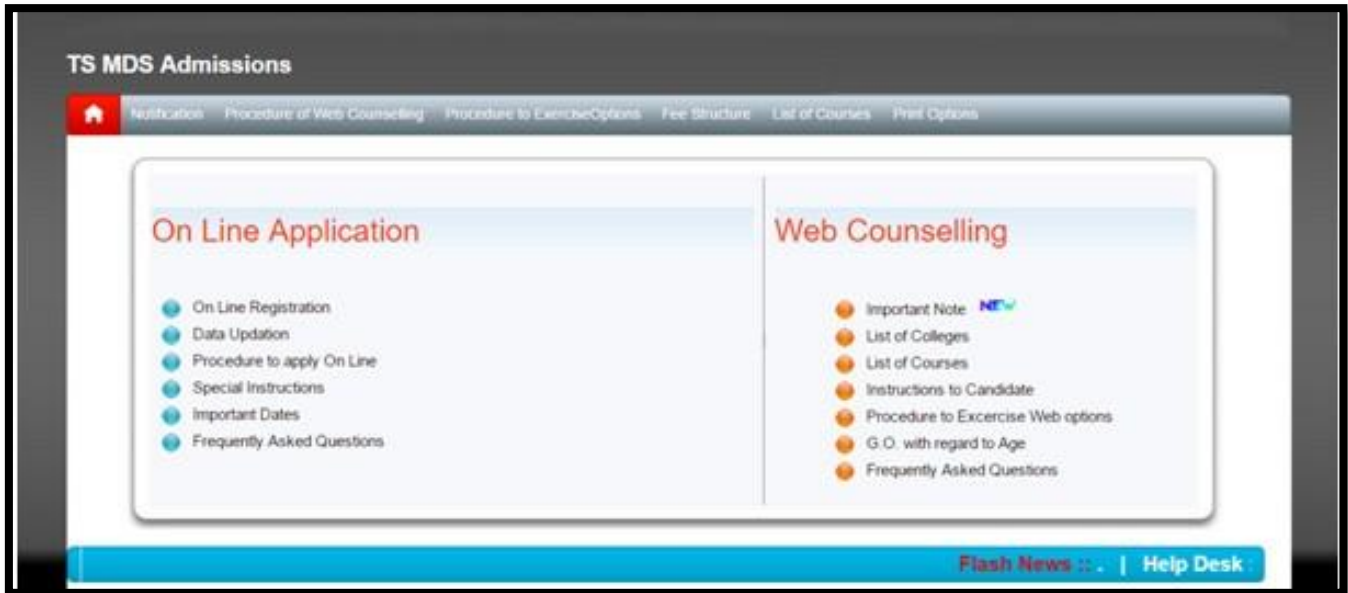 TS MDS Admissions
Notification Procedure of Web Counselling Procedure to ExerciseOptions Fee Structure List of Courses Print Options
On Line Application
On Line Registration
Data Updation
Procedure to apply On Line
Special Instructions
Important Dates
Frequently Asked Questions
Web Counselling
Important Note NEW
List of Colleges
List of Courses
Instructions to Candidate
Procedure to Excercise Web options
G.O. with regard to Age
Frequently Asked Questions
Flash News :: . | Help Desk :